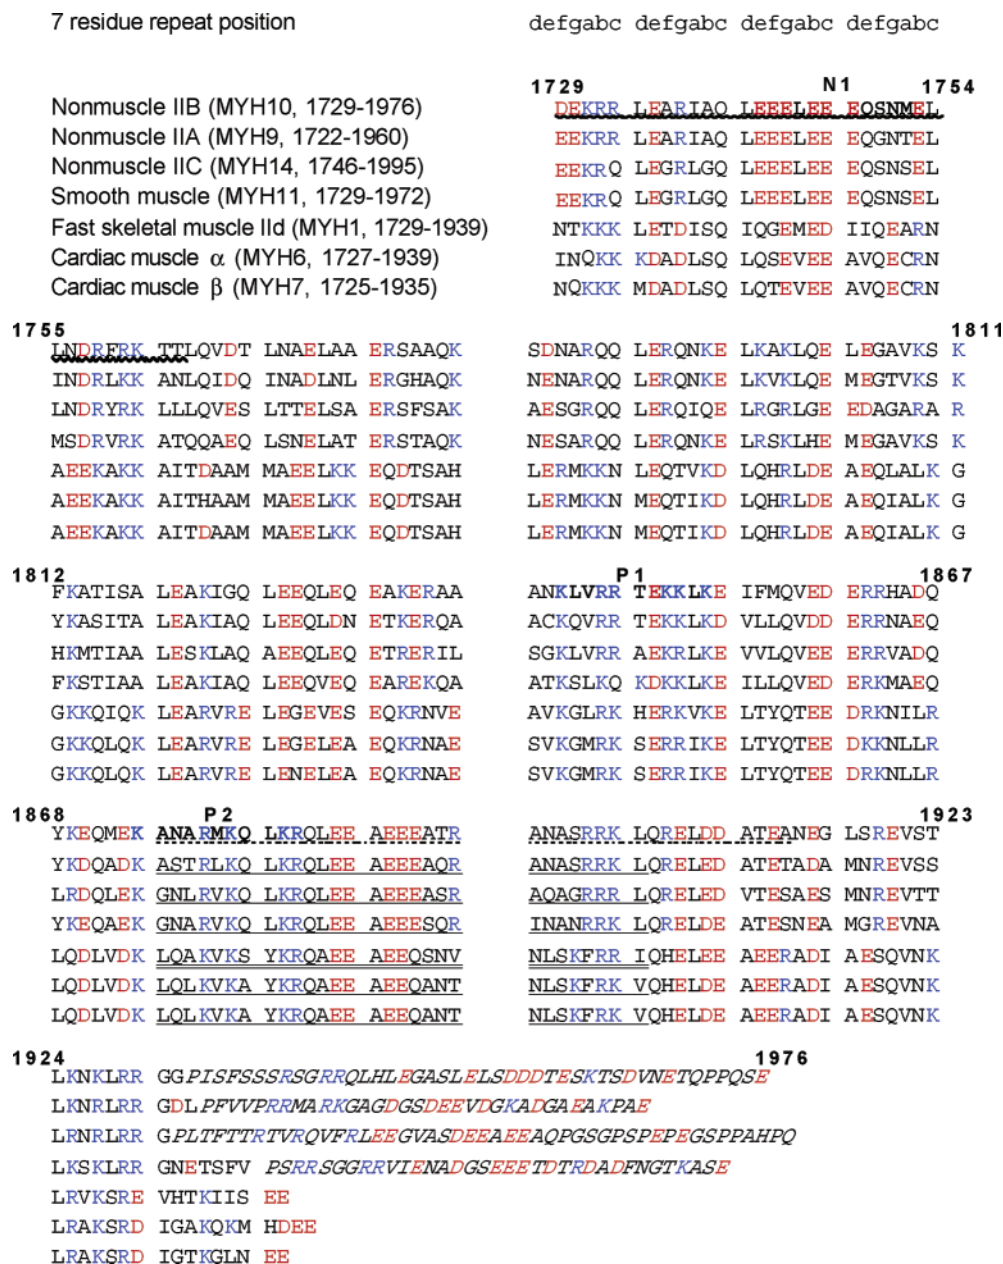 7 residue repeat position defgabc defgabc defgabc defgabc
1729 N1 1754
Nonmuscle IIB (MYH10, 1729-1976) DEKRR LEARIAQ LEEELEE EQSNMEL
Nonmuscle IIA (MYH9, 1722-1960) EEKRR LEARIAQ LEEELEE EQGNTEL
Nonmuscle IIC (MYH14, 1746-1995) EEKRQ LEGRLGQ LEEELEE EQSNSEL
Smooth muscle (MYH11, 1729-1972) EEKRQ LEGRLGQ LEEELEE EQSNSEL
Fast skeletal muscle IId (MYH1, 1729-1939) NTKKK LETDISQ IQGEMED IIQEARN
Cardiac muscle α (MYH6, 1727-1939) INQKKK KDADLSQ LQSEVEE AVQECRN
Cardiac muscle β (MYH7, 1725-1935) NQKKK MDADLSQ LQTEVEE AVQECRN
1755 1811
LNDRFRK TTLQVDT LNAELAA ERSAAQK SDNARQQ LERQNKE LKAKLQE LEGAVKS K
INDRLKK ANLQIDQ INADLNL ERGHAQK NENARQQ LERQNKE LKVKLQE MEGTVKS K
LNDRYRK LLLQVES LTTELSA ERSFSAK AESGRQQ LERQIQE LRGRLGE EDAGARA R
MSDRVRK ATQQAEQ LSNELAT ERSTAQK NESARQQ LERQNKE LRSKLHE MEGAVKS K
AEEKAKK AITDAAM MAEELKK EQDTSAH LERMKKN LEQTVKD LQHRLDE AEQLALK G
AEEKAKK AITHAAM MAEELKK EQDTSAH LERMKKN MEQTIKD LQHRLDE AEQIALK G
AEEKAKK AITDAAM MAEELKK EQDTSAH LERMKKN MEQTIKD LQHRLDE AEQIALK G
1812 P1 1867
FKATISA LEAKIGQ LEEQLEQ EAKERAA ANKLVRR TEKKLKE IFMQVED ERRHADQ
YKASITA LEAKIAQ LEEQLDN ETKERQA ACKQVRR TEKKLKD VLLQVDD ERRNAEQ
HKMTIAA LESKLAQ AEEQLEQ ETRERIL SGKLVRR AEKRLKE VVLQVEE ERRVADQ
FKSTIAA LEAKIAQ LEEQVEQ EAREKQA ATKSLKQ KDKKLKE ILLQVED ERKMAEQ
GKKQIQK LEARVRE LEGEVES EQKRNVE AVKGLRK HERKVKE LTYQTEE DRKNILR
GKKQLQK LEARVRE LEGELEA EQKRNAE SVKGMRK SERRIKE LTYQTEE DKKNLLR
GKKQLQK LEARVRE LENELEA EQKRNAE SVKGMRK SERRIKE LTYQTEE DRKNLLR
1868 P2 1923
YKEQMEK ANARMKQ LKRQLEE AEEEATR ANASRRK LQRELDD ATEANEG LSREVST
YKDQADK ASTRLKQ LKRQLEE AEEEAQR ANASRRK LQRELED ATETADA MNREVSS
LRDQLEK GNLRVKQ LKRQLEE AEEEASR AQAGRRR LQRELED VTESAES MNREVTT
YKEQAEK GNARVKQ LKRQLEE AEEESQR INANRRK LQRELDE ATESNEA MGREVNA
LQDLVDK LQAKVKS YKRQAEE AEEQSNV NLSKFRR IQHELEE AEERADI AESQVNK
LQDLVDK LQLKVKA YKRQAEE AEEQANT NLSKFRK VQHELDE AEERADI AESQVNK
LQDLVDK LQLKVKA YKRQAEE AEEQANT NLSKFRK VQHELDE AEERADI AESQVNK
1924 1976
LKNKLRR GGPISFSSSRSGRRQLHLEGASLELSDDDTESKTSDVNETQPPQSE
LKNRLRR GDLPFVVPRRMARKGAGDGSDEEVDGKADGAEAKPAE
LRNRLRR GPLTFTTRTVRQVFRLEEGVASDEEAEEAQPGSGPSPEPEGSPPAHPQ
LKSKLRR GNETSFV PSRRSGGRRVIENADGSEEETDTRDADFNGTKASE
LRVKSRE VHTKIIS EE
LRAKSRD IGAKQKM HDEE
LRAKSRD IGTKGLN EE